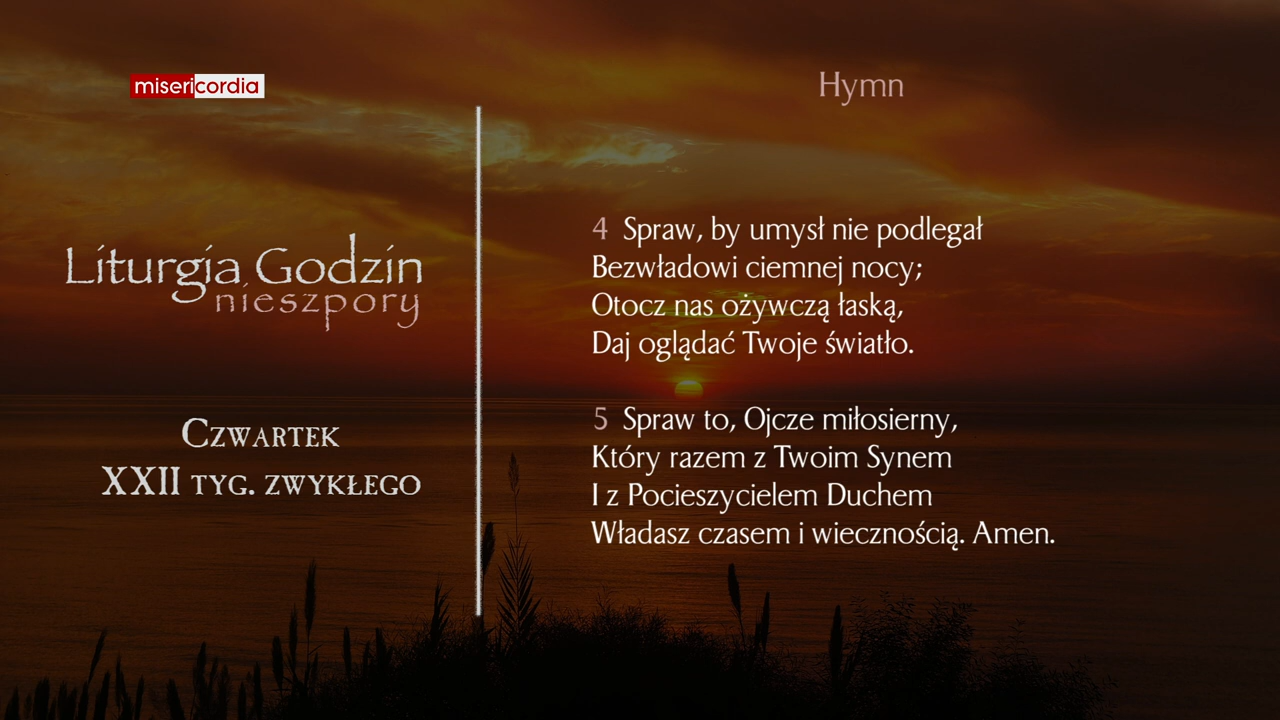 misericordia
Liturgia Godzin
nieszpory
Czwartek
XXII tyg. zwykłego
Hymn
4 Spraw, by umysł nie podlegał
Bezwładowi ciemnej nocy;
Otocz nas ożywczą łaską,
Daj oglądać Twoje światło.
5 Spraw to, Ojcze miłosierny,
Który razem z Twoim Synem
I z Pocieszycielem Duchem
Władasz czasem i wiecznością. Amen.